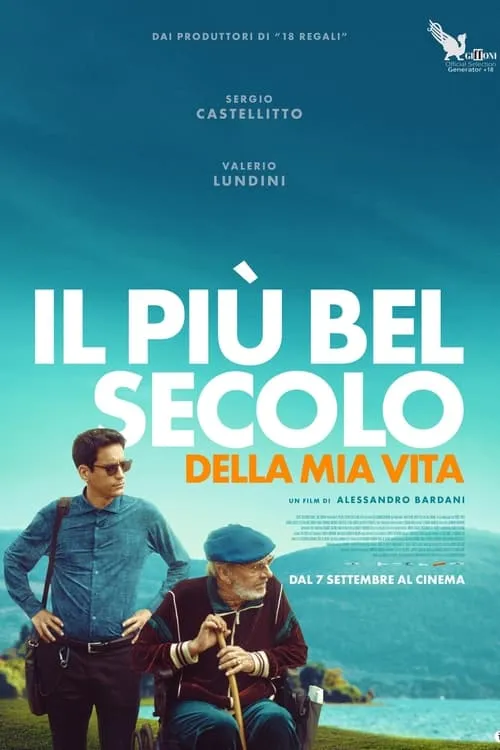 DAI PRODUTTORI DI "18 REGALI"
GIFFONI
Official Selection
Generator +18
SERGIO
CASTELLITTO
VALERIO
LUNDINI
IL PIÙ BEL
SECOLO
DELLA MIA VITA
UN FILM DI ALESSANDRO BARDANI
DAL 7 SETTEMBRE AL CINEMA